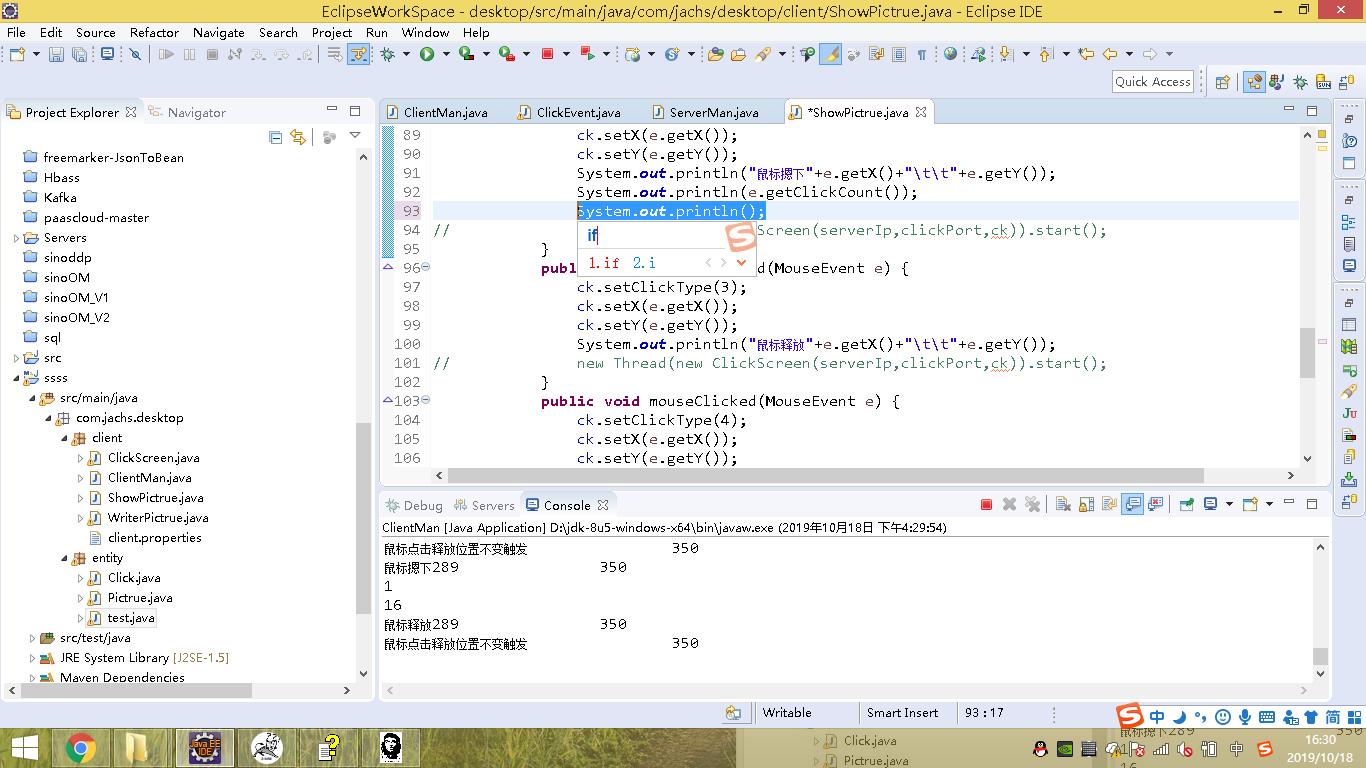 EclipseWorkSpace - desktop/src/main/java/com/jachs/desktop/client/ShowPictrue.java - Eclipse IDE
File Edit Source Refactor Navigate Search Project Run Window Help
Quick Access
Project Explorer Navigator
freemarker-JsonToBean
Hbass
Kafka
paascloud-master
Servers
sinoddp
sinoOM
sinoOM_V1
sinoOM_V2
sql
src
ssss
src/main/java
com.jachs.desktop
client
ClickScreen.java
ClientMan.java
ShowPictrue.java
WriterPictrue.java
client.properties
entity
Click.java
Pictrue.java
test.java
src/test/java
JRE System Library [J2SE-1.5]
Maven Dependencies
ClientMan.java ClickEvent.java ServerMan.java *ShowPictrue.java
89 ck.setX(e.getX());
90 ck.setY(e.getY());
91 System.out.println("鼠标摁下"+e.getX()+"\t\t"+e.getY());
92 System.out.println(e.getClickCount());
93 System.out.println();
94 // Screen(serverIp,clickPort,ck)).start();
if
1.if 2.i
95 }
96 publ d(MouseEvent e) {
97 ck.setClickType(3);
98 ck.setX(e.getX());
99 ck.setY(e.getY());
100 System.out.println("鼠标释放"+e.getX()+"\t\t"+e.getY());
101 // new Thread(new ClickScreen(serverIp,clickPort,ck)).start();
102 }
103 public void mouseClicked(MouseEvent e) {
104 ck.setClickType(4);
105 ck.setX(e.getX());
106 ck.setY(e.getY());
Debug Servers Console
ClientMan [Java Application] D:\jdk-8u5-windows-x64\bin\javaw.exe (2019年10月18日 下午4:29:54)
鼠标点击释放位置不变触发 350
鼠标摁下289 350
1
16
鼠标释放289 350
鼠标点击释放位置不变触发 350
Writable Smart Insert 93 : 17
中 简
Java EE
IDE
Click.java
Pictrue.java
鼠标摁下289 350
16
中
16:30
2019/10/18